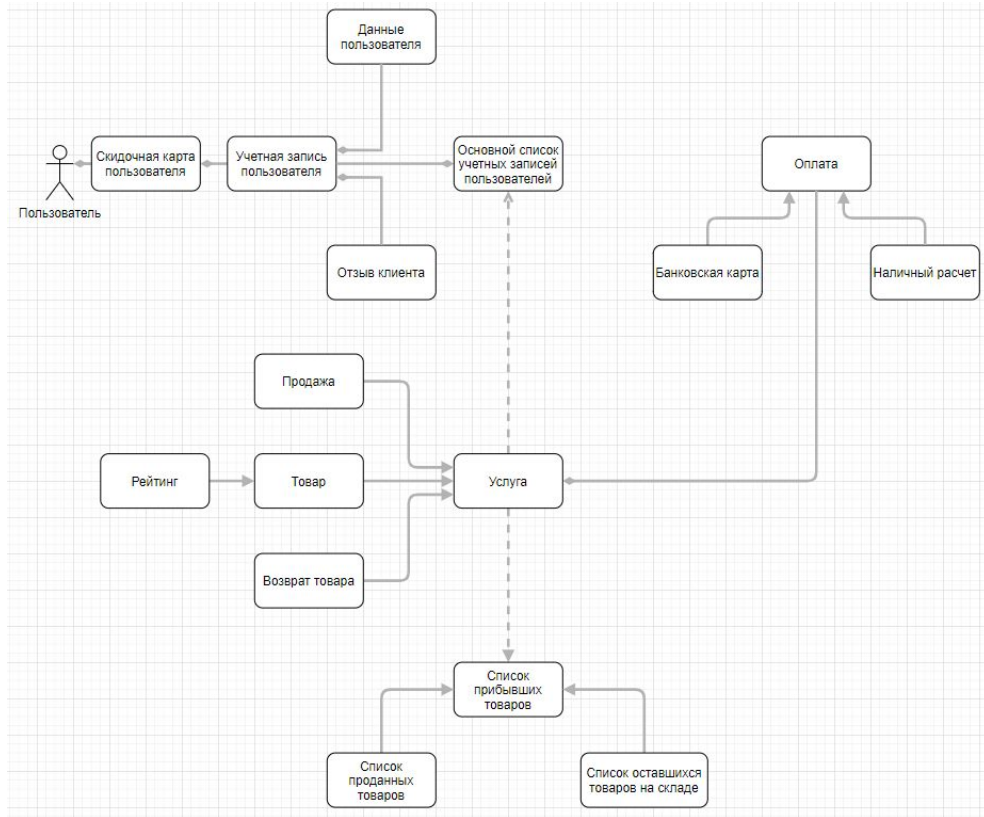 Данные
пользователя
Скидочная карта
пользователя
Учетная запись
пользователя
Основной список
учетных записей
пользователей
Оплата
Пользователь
Отзыв клиента
Банковская карта
Наличный расчет
Продажа
Рейтинг
Товар
Услуга
Возврат товара
Список
прибывших
товаров
Список
проданных
товаров
Список оставшихся
товаров на складе